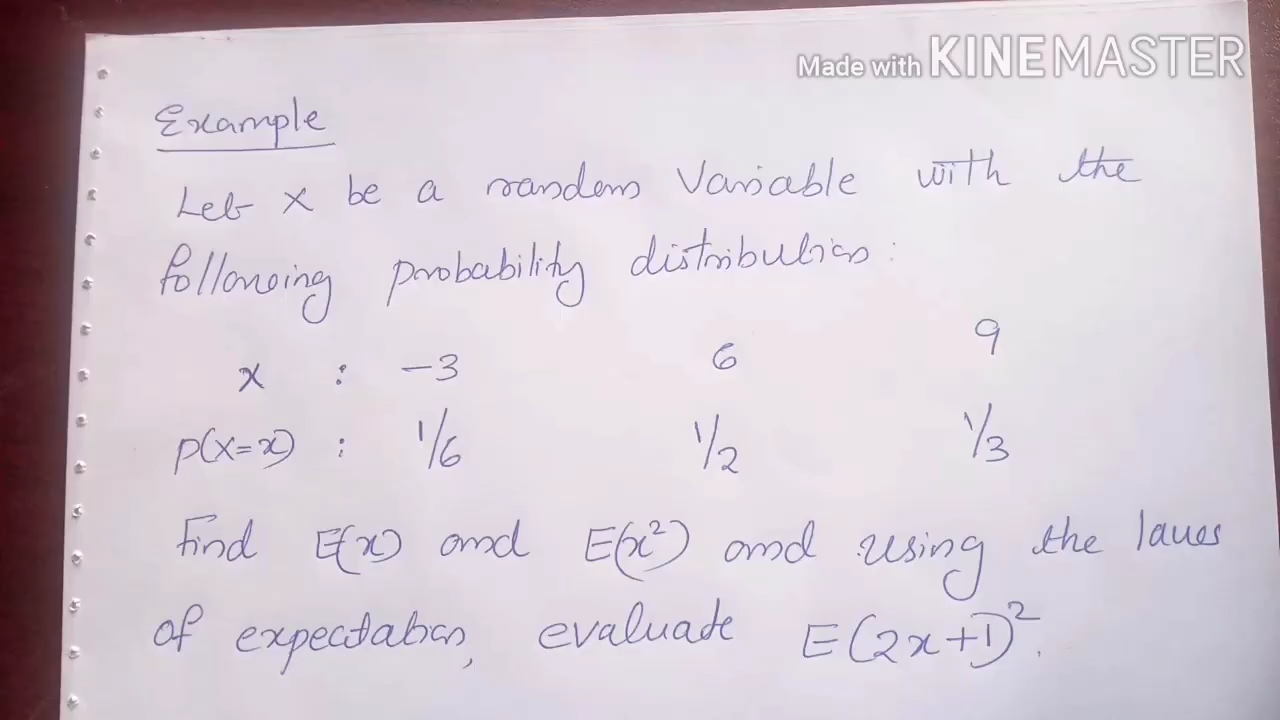 Made with KINEMASTER
Example
Let X be a random Variable with the
following probability distribution :
x : -3 6 9
P(X=x) : 1/6 1/2 1/3
Find E(x) and E(x²) and using the laws
of expectation, evaluate E(2x+1)².